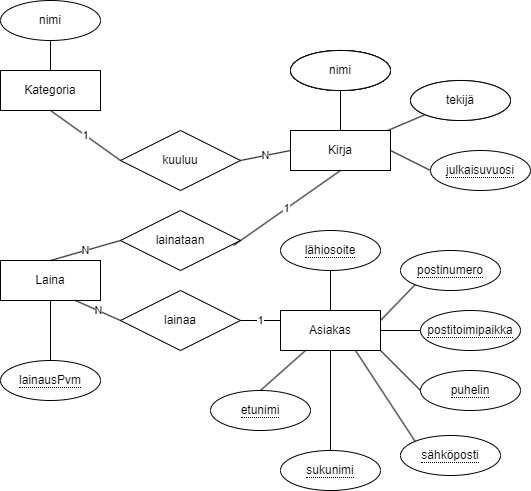 nimi
Kategoria
nimi
tekijä
1
kuuluu
N
Kirja
julkaisuvuosi
1
N
lainataan
lähiosoite
postinumero
Laina
N
lainaa
1
Asiakas
postitoimipaikka
lainausPvm
puhelin
etunimi
sähköposti
sukunimi